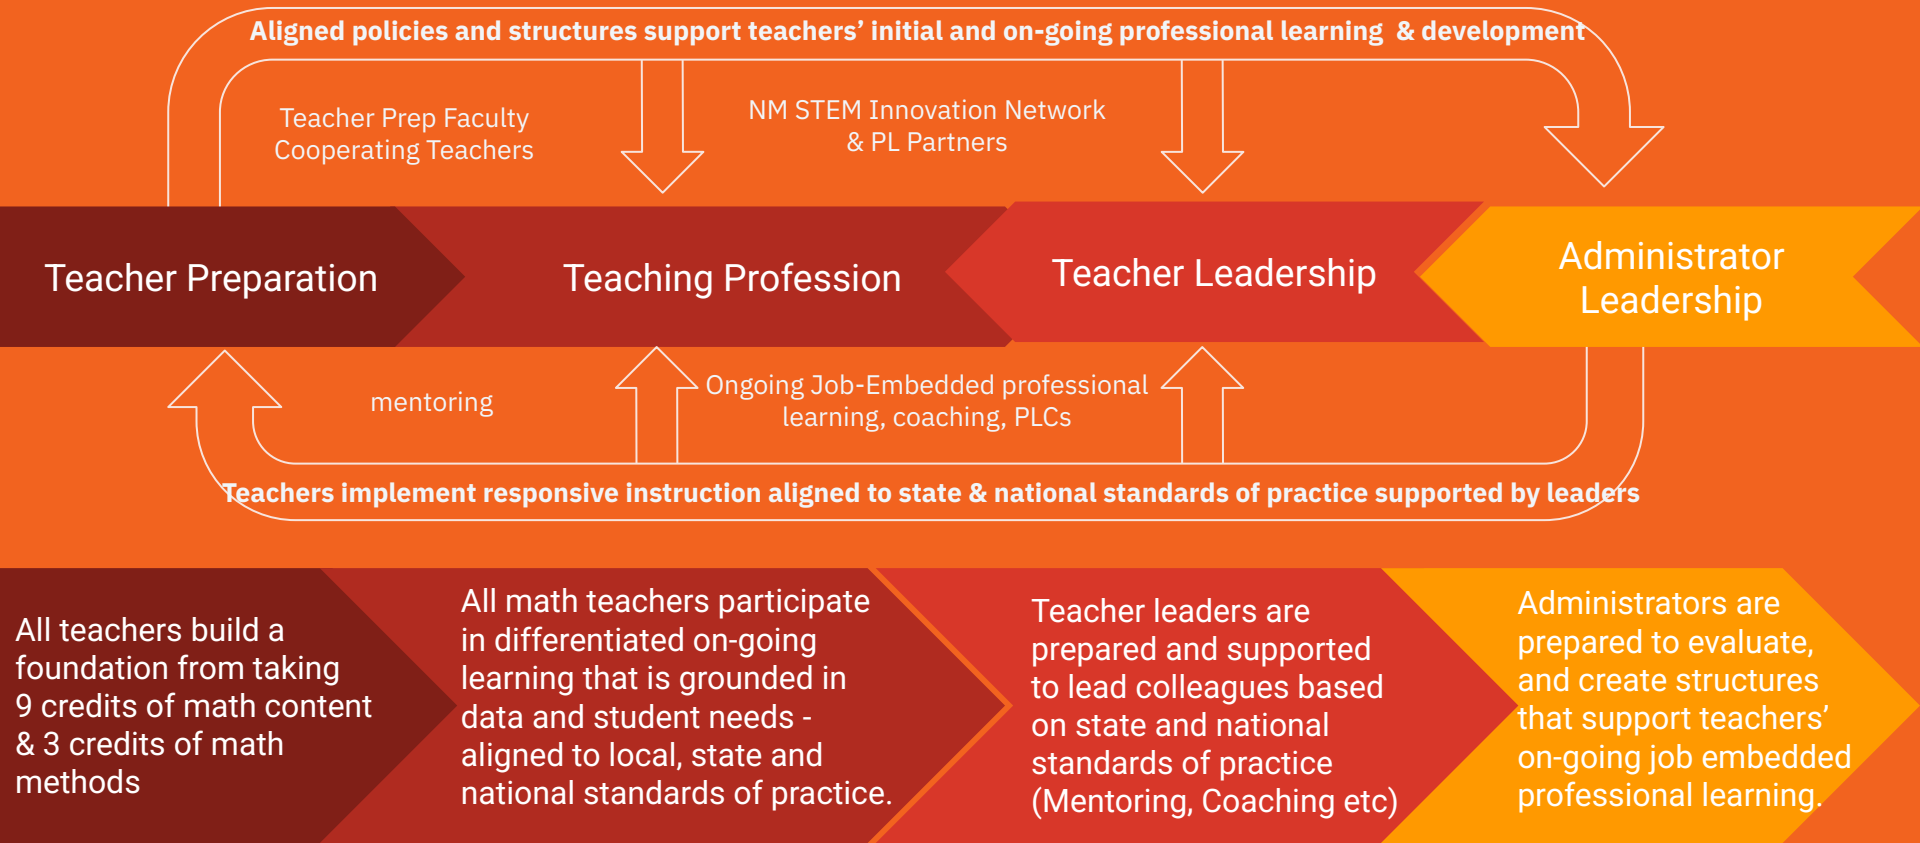 Aligned policies and structures support teachers’ initial and on-going professional learning & development
Teacher Prep Faculty
Cooperating Teachers
NM STEM Innovation Network
& PL Partners
Teacher Preparation
Teaching Profession
Teacher Leadership
Administrator
Leadership
mentoring
Ongoing Job-Embedded professional
learning, coaching, PLCs
Teachers implement responsive instruction aligned to state & national standards of practice supported by leaders
All teachers build a
foundation from taking
9 credits of math content
& 3 credits of math
methods
All math teachers participate
in differentiated on-going
learning that is grounded in
data and student needs -
aligned to local, state and
national standards of practice.
Teacher leaders are
prepared and supported
to lead colleagues based
on state and national
standards of practice
(Mentoring, Coaching etc)
Administrators are
prepared to evaluate,
and create structures
that support teachers’
on-going job embedded
professional learning.